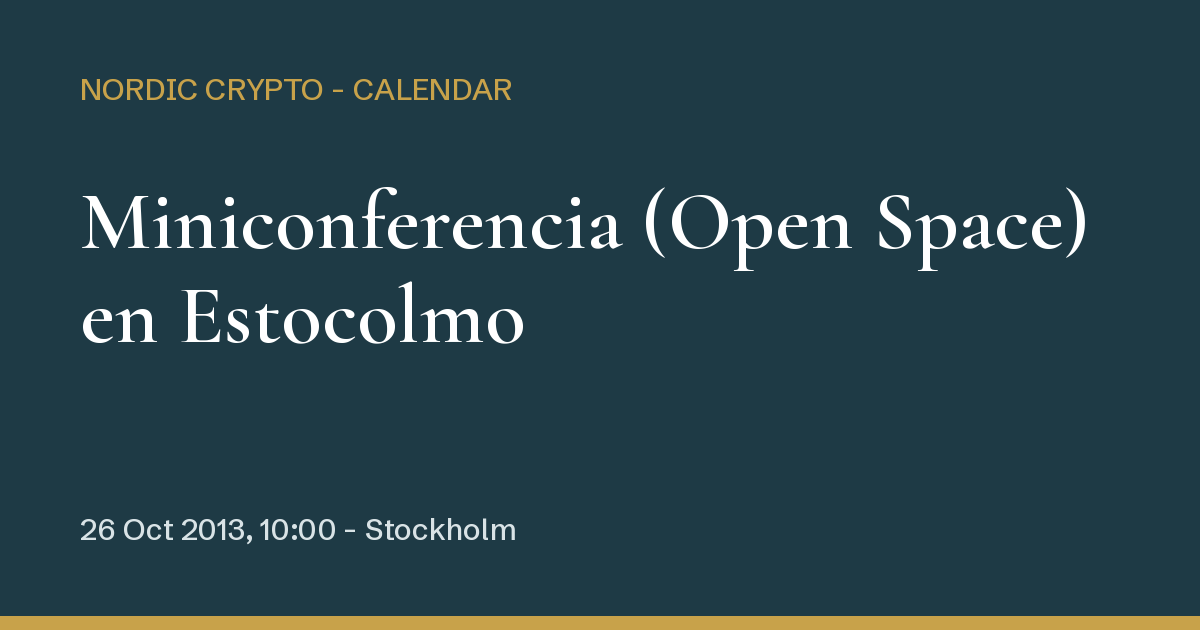 NORDIC CRYPTO - CALENDAR
Miniconferencia (Open Space)
en Estocolmo
26 Oct 2013, 10:00 - Stockholm